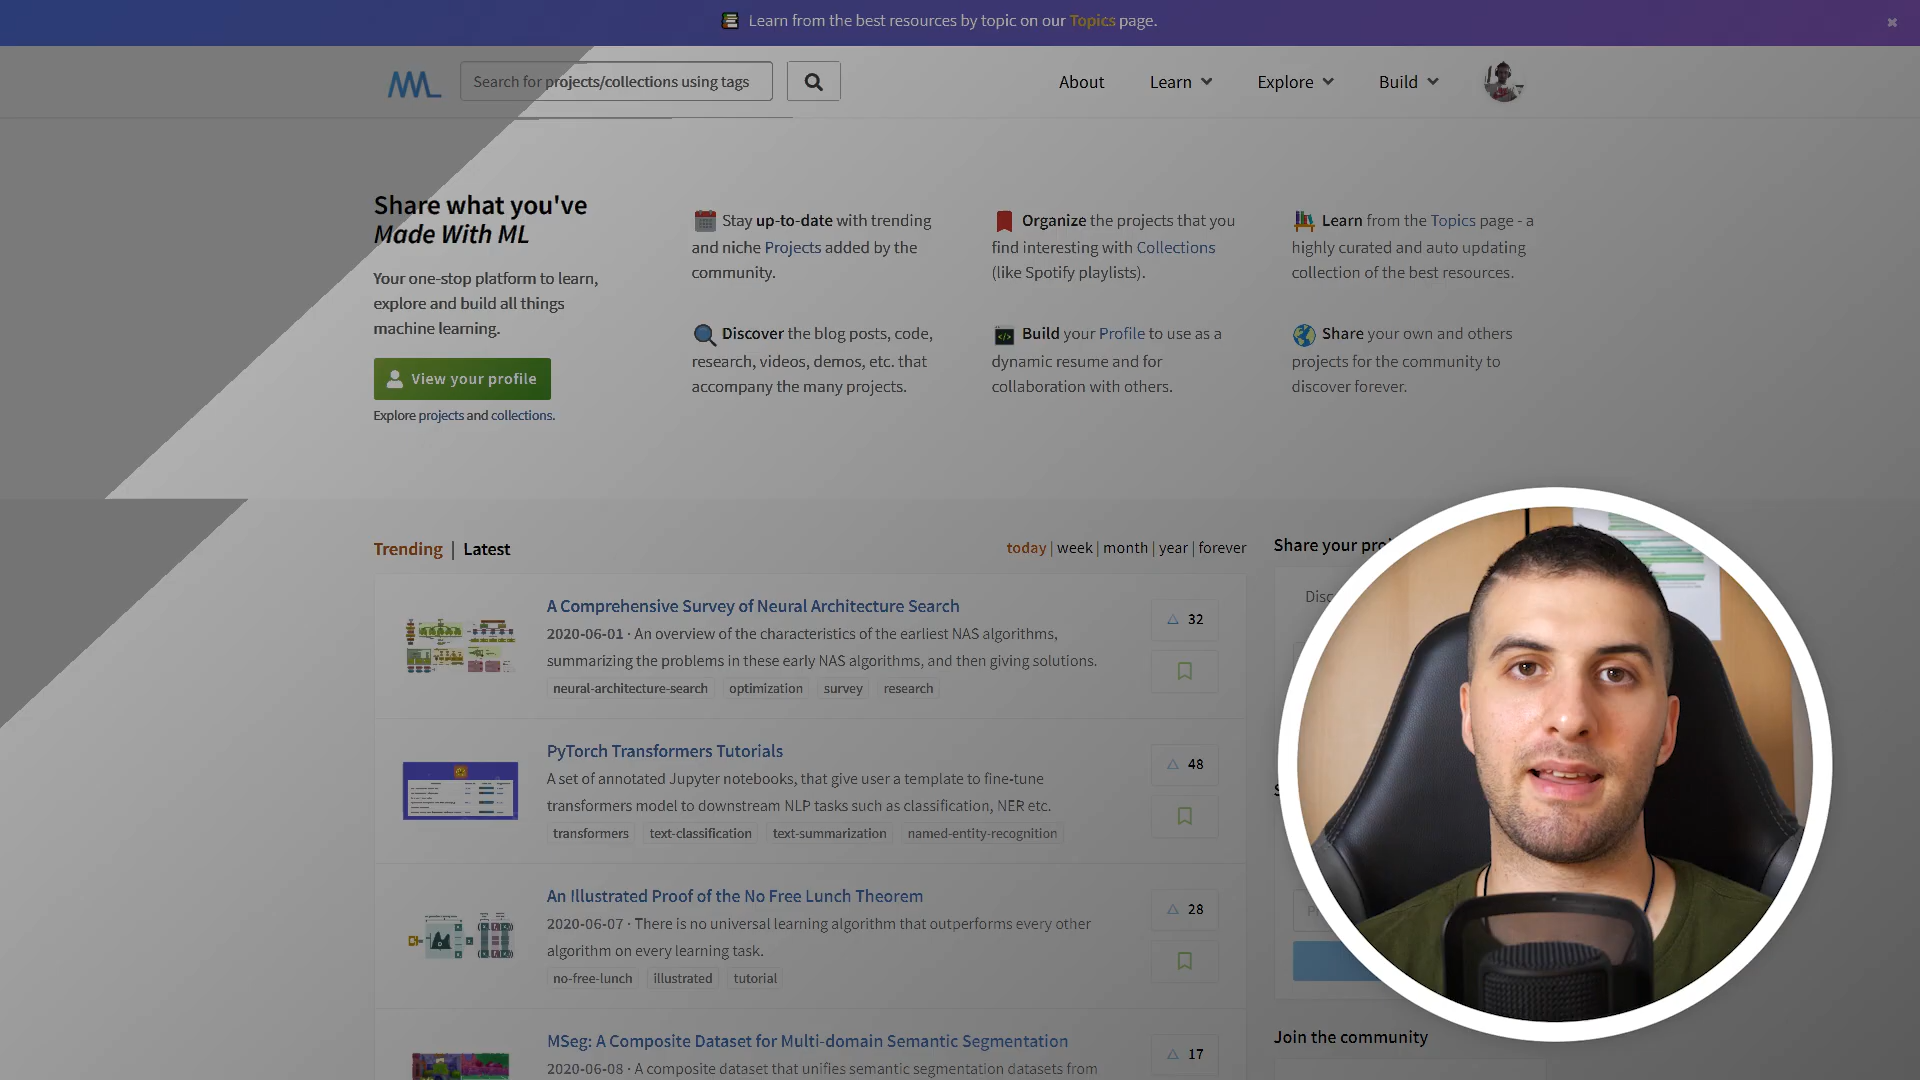 Learn from the best resources by topic on our Topics page.
ML
Search for projects/collections using tags
About
Learn
Explore
Build
Share what you've
Made With ML
Your one-stop platform to learn,
explore and build all things
machine learning.
View your profile
Explore projects and collections.
Stay up-to-date with trending
and niche Projects added by the
community.
Organize the projects that you
find interesting with Collections
(like Spotify playlists).
Learn from the Topics page - a
highly curated and auto updating
collection of the best resources.
Discover the blog posts, code,
research, videos, demos, etc. that
accompany the many projects.
Build your Profile to use as a
dynamic resume and for
collaboration with others.
Share your own and others
projects for the community to
discover forever.
Trending | Latest
today | week | month | year | forever
A Comprehensive Survey of Neural Architecture Search
2020-06-01 · An overview of the characteristics of the earliest NAS algorithms,
summarizing the problems in these early NAS algorithms, and then giving solutions.
neural-architecture-search optimization survey research
32
PyTorch Transformers Tutorials
A set of annotated Jupyter notebooks, that give user a template to fine-tune
transformers model to downstream NLP tasks such as classification, NER etc.
transformers text-classification text-summarization named-entity-recognition
48
An Illustrated Proof of the No Free Lunch Theorem
2020-06-07 · There is no universal learning algorithm that outperforms every other
algorithm on every learning task.
no-free-lunch illustrated tutorial
28
MSeg: A Composite Dataset for Multi-domain Semantic Segmentation
2020-06-08 · A composite dataset that unifies semantic segmentation datasets from
17
Share your
Join the community